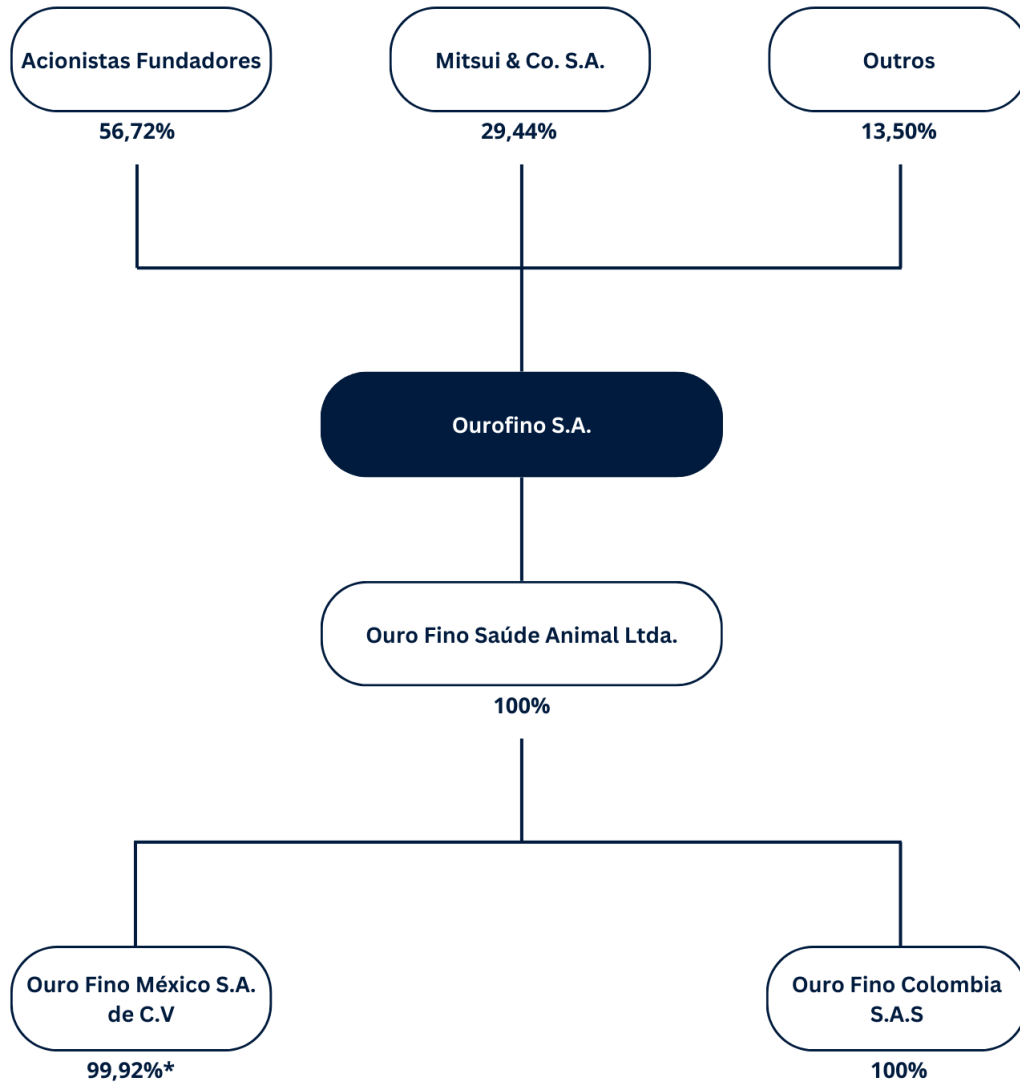 Acionistas Fundadores
Mitsui & Co. S.A.
Outros
56,72%
29,44%
13,50%
Ourofino S.A.
Ouro Fino Saúde Animal Ltda.
100%
Ouro Fino México S.A.
de C.V
Ouro Fino Colombia
S.A.S
99,92%*
100%